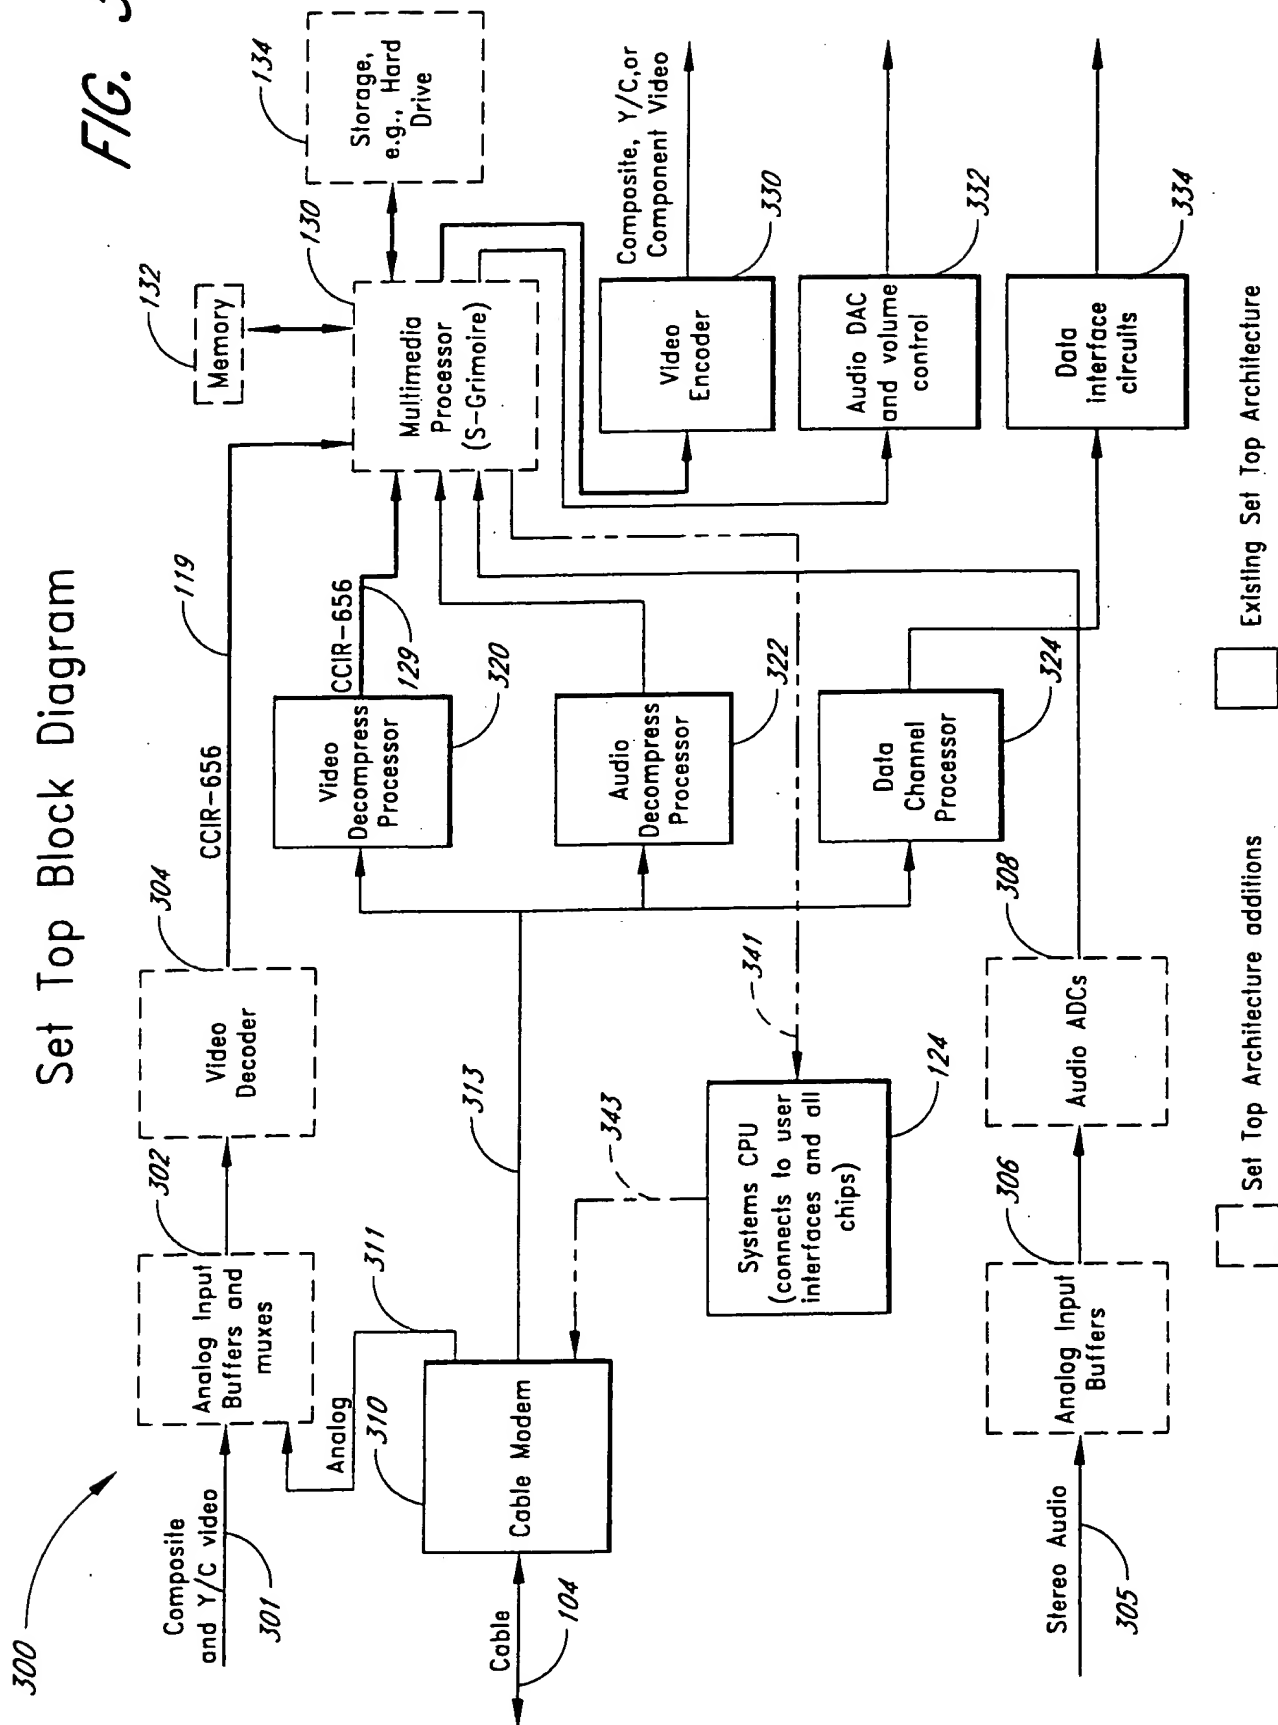 Set Top Block Diagram
FIG. 3
300
Composite
and Y/C video
301
Analog Input
Buffers and
muxes
302
Video
Decoder
304
CCIR-656
119
Memory
132
Multimedia
Processor
(S-Grimoire)
130
Storage,
e.g., Hard
Drive
134
Analog
311
Cable
104
Cable Modem
310
313
Video
Decompress
Processor
CCIR-656
129
320
Audio
Decompress
Processor
322
Data
Channel
Processor
324
Composite, Y/C,or
Component Video
Video
Encoder
330
Audio DAC
and volume
control
332
Data
interface
circuits
334
343
341
Systems CPU
(connects to user
interfaces and all
chips)
124
Stereo Audio
305
Analog Input
Buffers
306
Audio ADCs
308
Set Top Architecture additions
Existing Set Top Architecture